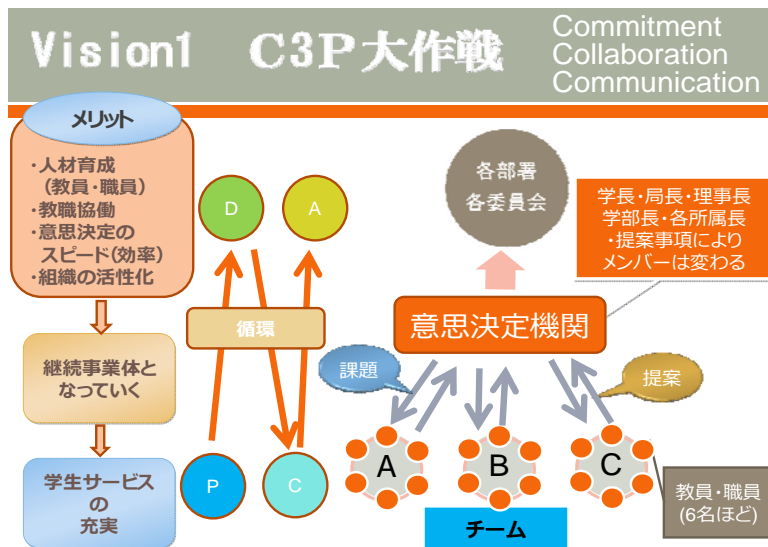 Vision1 C3P大作戦
Commitment
Collaboration
Communication
メリット
・人材育成
(教員・職員)
・教職協働
・意思決定の
スピード(効率)
・組織の活性化
継続事業体と
なっていく
学生サービス
の
充実
D
A
循環
P
C
各部署
各委員会
学長・局長・理事長
学部長・各所属長
・提案事項により
メンバーは変わる
意思決定機関
課題
提案
A
B
C
チーム
教員・職員
(6名ほど)